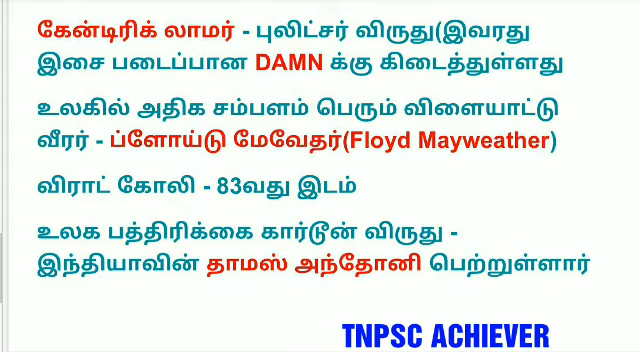 கேன்டிரிக் லாமர் - புலிட்சர் விருது(இவரது
இசை படைப்பான DAMN க்கு கிடைத்துள்ளது
உலகில் அதிக சம்பளம் பெரும் விளையாட்டு
வீரர் - ப்ளோய்டு மேவேதர்(Floyd Mayweather)
விராட் கோலி - 83வது இடம்
உலக பத்திரிக்கை கார்டூன் விருது -
இந்தியாவின் தாமஸ் அந்தோனி பெற்றுள்ளார்
TNPSC ACHIEVER